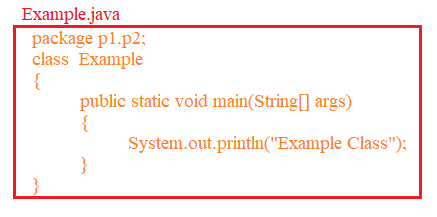 Example.java
package p1.p2;
class Example
{
public static void main(String[] args)
{
System.out.println("Example Class");
}
}